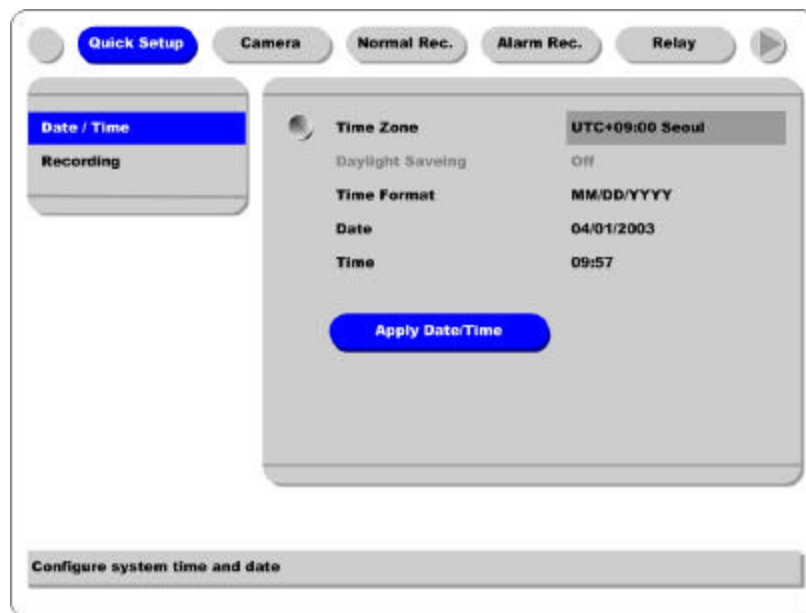 Quick Setup Camera Normal Rec. Alarm Rec. Relay
Date / Time
Recording
Time Zone UTC+09:00 Seoul
Daylight Saveing Off
Time Format MM/DD/YYYY
Date 04/01/2003
Time 09:57
Apply Date/Time
Configure system time and date